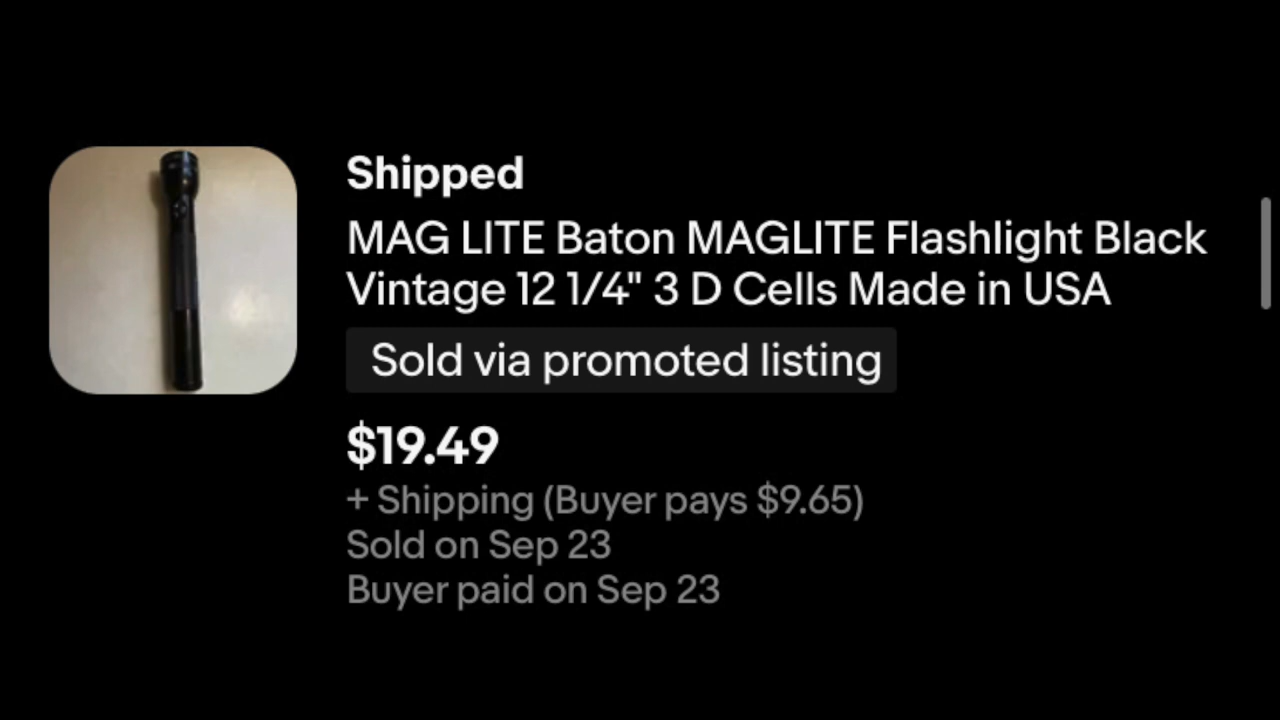 Shipped
MAG LITE Baton MAGLITE Flashlight Black
Vintage 12 1/4" 3 D Cells Made in USA
Sold via promoted listing
$19.49
+ Shipping (Buyer pays $9.65)
Sold on Sep 23
Buyer paid on Sep 23